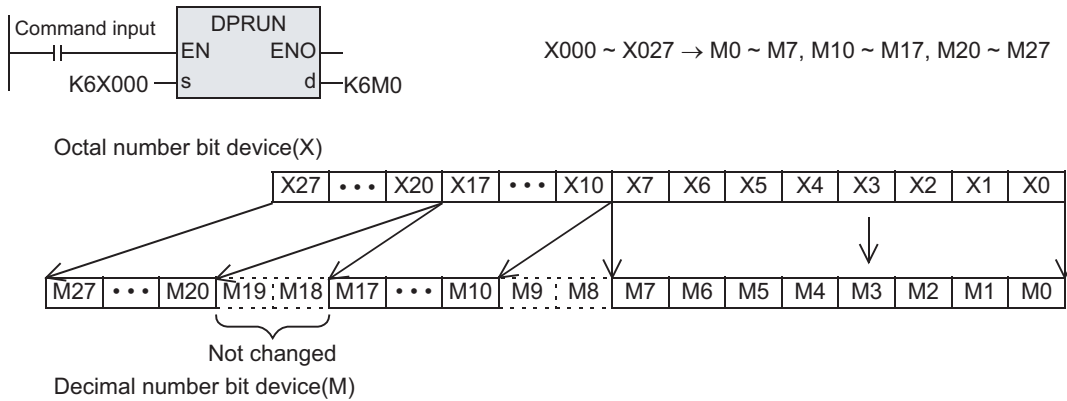 Command input
DPRUN
EN ENO
K6X000 s d K6M0
X000 ~ X027 → M0 ~ M7, M10 ~ M17, M20 ~ M27
Octal number bit device(X)
X27 ••• X20 X17 ••• X10 X7 X6 X5 X4 X3 X2 X1 X0
M27 ••• M20 M19 M18 M17 ••• M10 M9 M8 M7 M6 M5 M4 M3 M2 M1 M0
Not changed
Decimal number bit device(M)